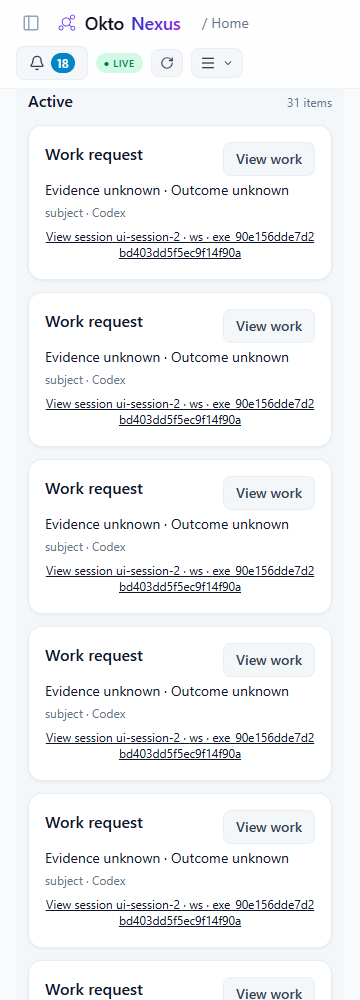 Okto Nexus / Home
18 LIVE
Active 31 items
Work request View work
Evidence unknown · Outcome unknown
subject · Codex
View session ui-session-2 · ws · exe_90e156dde7d2
bd403dd5f5ec9f14f90a
Work request View work
Evidence unknown · Outcome unknown
subject · Codex
View session ui-session-2 · ws · exe_90e156dde7d2
bd403dd5f5ec9f14f90a
Work request View work
Evidence unknown · Outcome unknown
subject · Codex
View session ui-session-2 · ws · exe_90e156dde7d2
bd403dd5f5ec9f14f90a
Work request View work
Evidence unknown · Outcome unknown
subject · Codex
View session ui-session-2 · ws · exe_90e156dde7d2
bd403dd5f5ec9f14f90a
Work request View work
Evidence unknown · Outcome unknown
subject · Codex
View session ui-session-2 · ws · exe_90e156dde7d2
bd403dd5f5ec9f14f90a
Work request View work